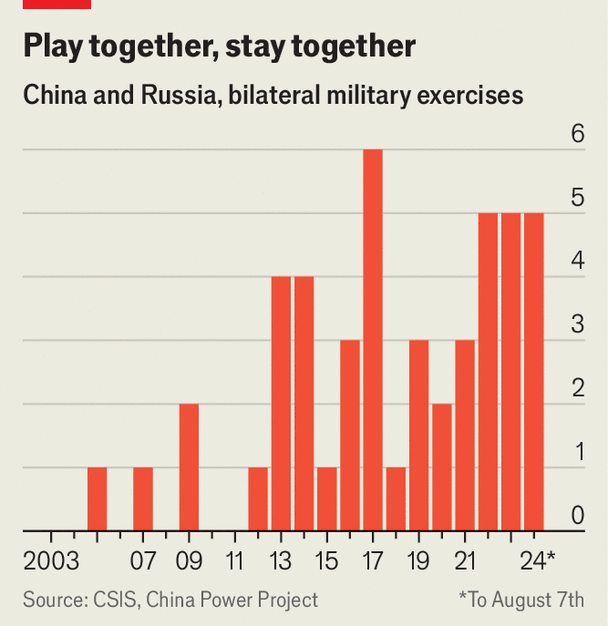 Play together, stay together
China and Russia, bilateral military exercises
6
5
4
3
2
1
0
2003 07 09 11 13 15 17 19 21 24*
Source: CSIS, China Power Project *To August 7th